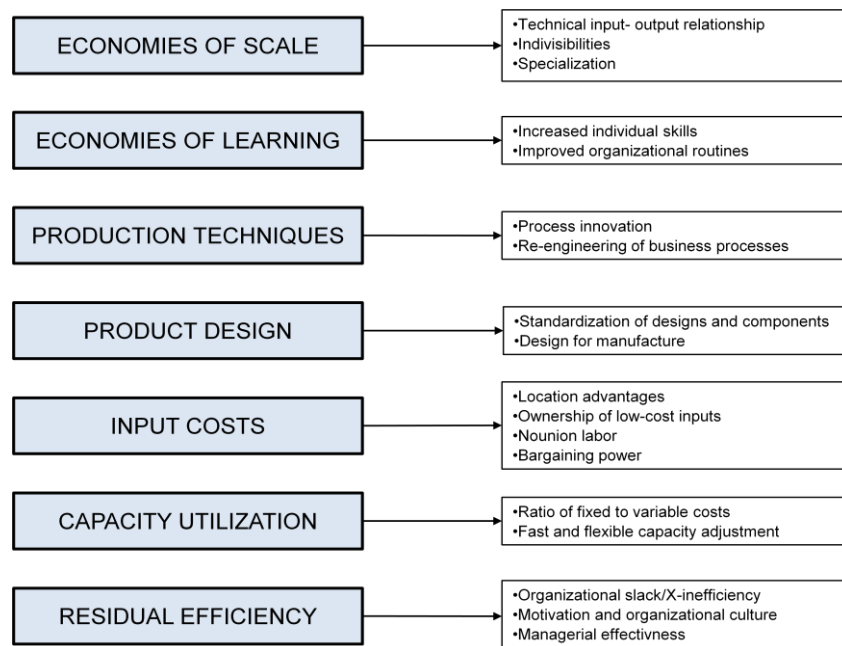 ECONOMIES OF SCALE
•Technical input- output relationship
•Indivisibilities
•Specialization
ECONOMIES OF LEARNING
•Increased individual skills
•Improved organizational routines
PRODUCTION TECHNIQUES
•Process innovation
•Re-engineering of business processes
PRODUCT DESIGN
•Standardization of designs and components
•Design for manufacture
INPUT COSTS
•Location advantages
•Ownership of low-cost inputs
•Nounion labor
•Bargaining power
CAPACITY UTILIZATION
•Ratio of fixed to variable costs
•Fast and flexible capacity adjustment
RESIDUAL EFFICIENCY
•Organizational slack/X-inefficiency
•Motivation and organizational culture
•Managerial effectivness